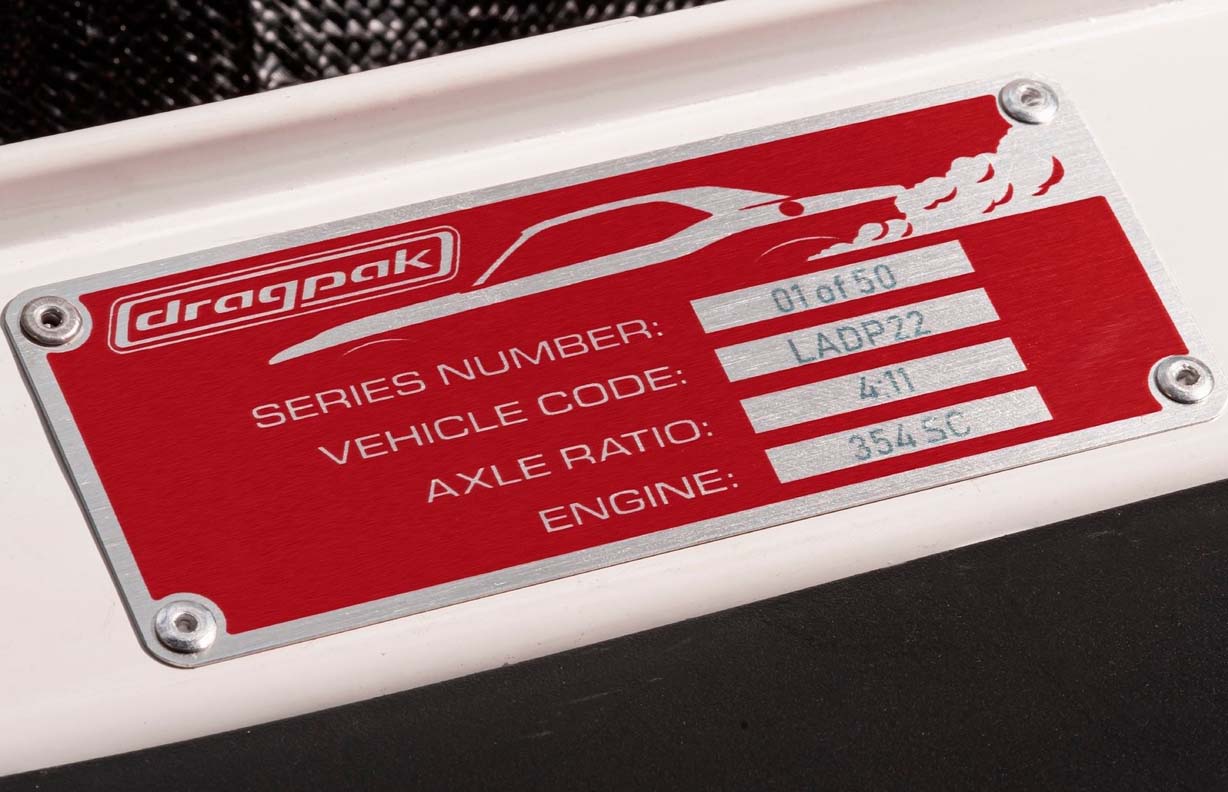 dragpak
SERIES NUMBER: 01 of 50
VEHICLE CODE: LADP22
AXLE RATIO: 4:11
ENGINE: 354 SC